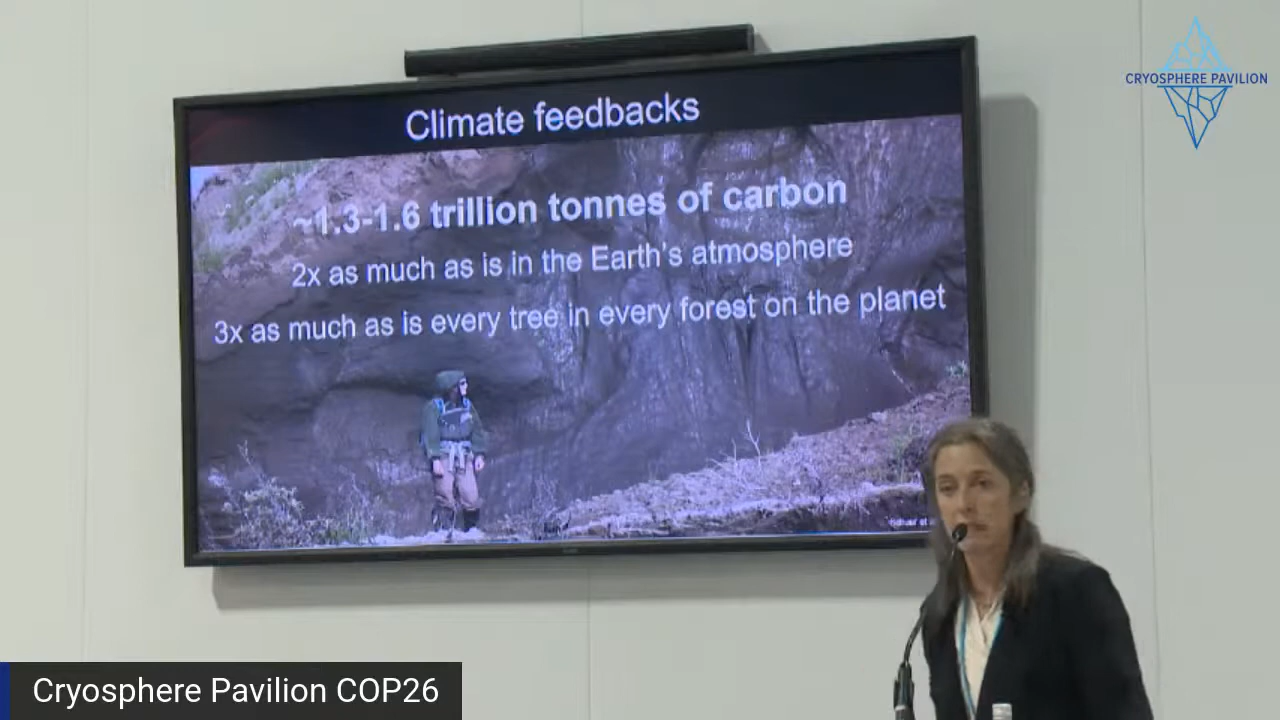 CRYOSPHERE PAVILION
Climate feedbacks
~1.3-1.6 trillion tonnes of carbon
2x as much as is in the Earth's atmosphere
3x as much as is every tree in every forest on the planet
Cryosphere Pavilion COP26